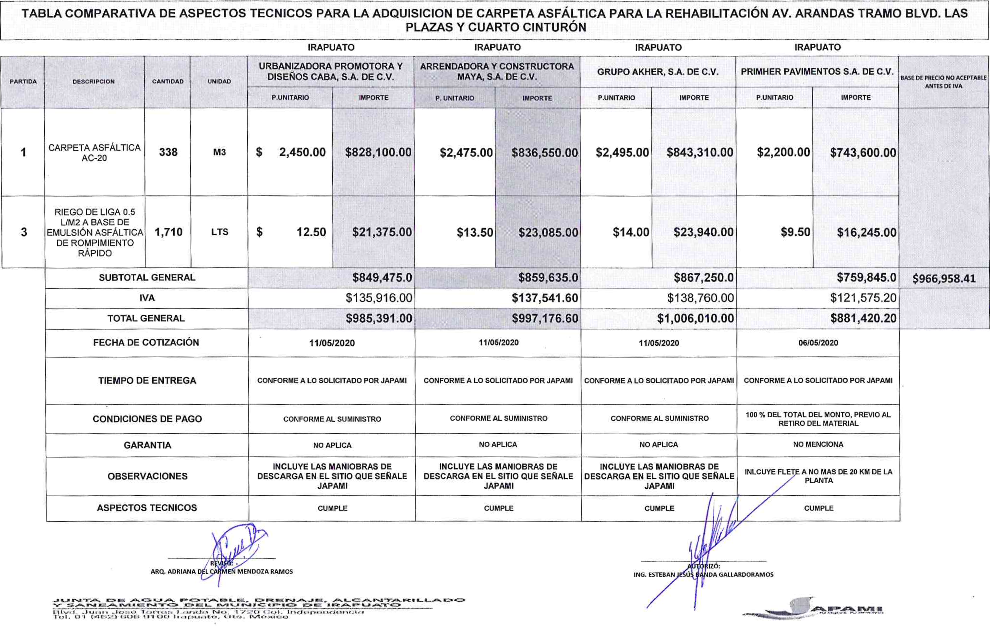 TABLA COMPARATIVA DE ASPECTOS TECNICOS PARA LA ADQUISICION DE CARPETA ASFÁLTICA PARA LA REHABILITACIÓN AV. ARANDAS TRAMO BLVD. LAS
PLAZAS Y CUARTO CINTURÓN
IRAPUATO IRAPUATO IRAPUATO IRAPUATO
PARTIDA DESCRIPCION CANTIDAD UNIDAD URBANIZADORA PROMOTORA Y DISEÑOS CABA, S.A. DE C.V. ARRENDADORA Y CONSTRUCTORA MAYA, S.A. DE C.V. GRUPO AKHER, S.A. DE C.V. PRIMHER PAVIMENTOS S.A. DE C.V. BASE DE PRECIO NO ACEPTABLE ANTES DE IVA
P.UNITARIO IMPORTE P. UNITARIO IMPORTE P.UNITARIO IMPORTE P.UNITARIO IMPORTE
1 CARPETA ASFÁLTICA AC-20 338 M3 $ 2,450.00 $828,100.00 $2,475.00 $836,550.00 $2,495.00 $843,310.00 $2,200.00 $743,600.00
3 RIEGO DE LIGA 0.5 L/M2 A BASE DE EMULSIÓN ASFÁLTICA DE ROMPIMIENTO RÁPIDO 1,710 LTS $ 12.50 $21,375.00 $13.50 $23,085.00 $14.00 $23,940.00 $9.50 $16,245.00
SUBTOTAL GENERAL $849,475.0 $859,635.0 $867,250.0 $759,845.0 $966,958.41
IVA $135,916.00 $137,541.60 $138,760.00 $121,575.20
TOTAL GENERAL $985,391.00 $997,176.60 $1,006,010.00 $881,420.20
FECHA DE COTIZACIÓN 11/05/2020 11/05/2020 11/05/2020 06/05/2020
TIEMPO DE ENTREGA CONFORME A LO SOLICITADO POR JAPAMI CONFORME A LO SOLICITADO POR JAPAMI CONFORME A LO SOLICITADO POR JAPAMI CONFORME A LO SOLICITADO POR JAPAMI
CONDICIONES DE PAGO CONFORME AL SUMINISTRO CONFORME AL SUMINISTRO CONFORME AL SUMINISTRO 100 % DEL TOTAL DEL MONTO, PREVIO AL RETIRO DEL MATERIAL
GARANTIA NO APLICA NO APLICA NO APLICA NO MENCIONA
OBSERVACIONES INCLUYE LAS MANIOBRAS DE DESCARGA EN EL SITIO QUE SEÑALE JAPAMI INCLUYE LAS MANIOBRAS DE DESCARGA EN EL SITIO QUE SEÑALE JAPAMI INCLUYE LAS MANIOBRAS DE DESCARGA EN EL SITIO QUE SEÑALE JAPAMI INLCUYE FLETE A NO MAS DE 20 KM DE LA PLANTA
ASPECTOS TECNICOS CUMPLE CUMPLE CUMPLE CUMPLE
REVISÓ: AUTORIZÓ:
ARQ. ADRIANA DEL CARMEN MENDOZA RAMOS ING. ESTEBAN JESÚS BANDA GALLARDORAMOS
JUNTA DE AGUA POTABLE, DRENAJE, ALCANTARILLADO
Y SANEAMIENTO DEL MUNICIPIO DE IRAPUATO
Blvd. Juan José Torres Landa No. 1720 Col. Independencia
Tel. 01 (462) 606 9100 Irapuato, Gto. México
JAPAMI